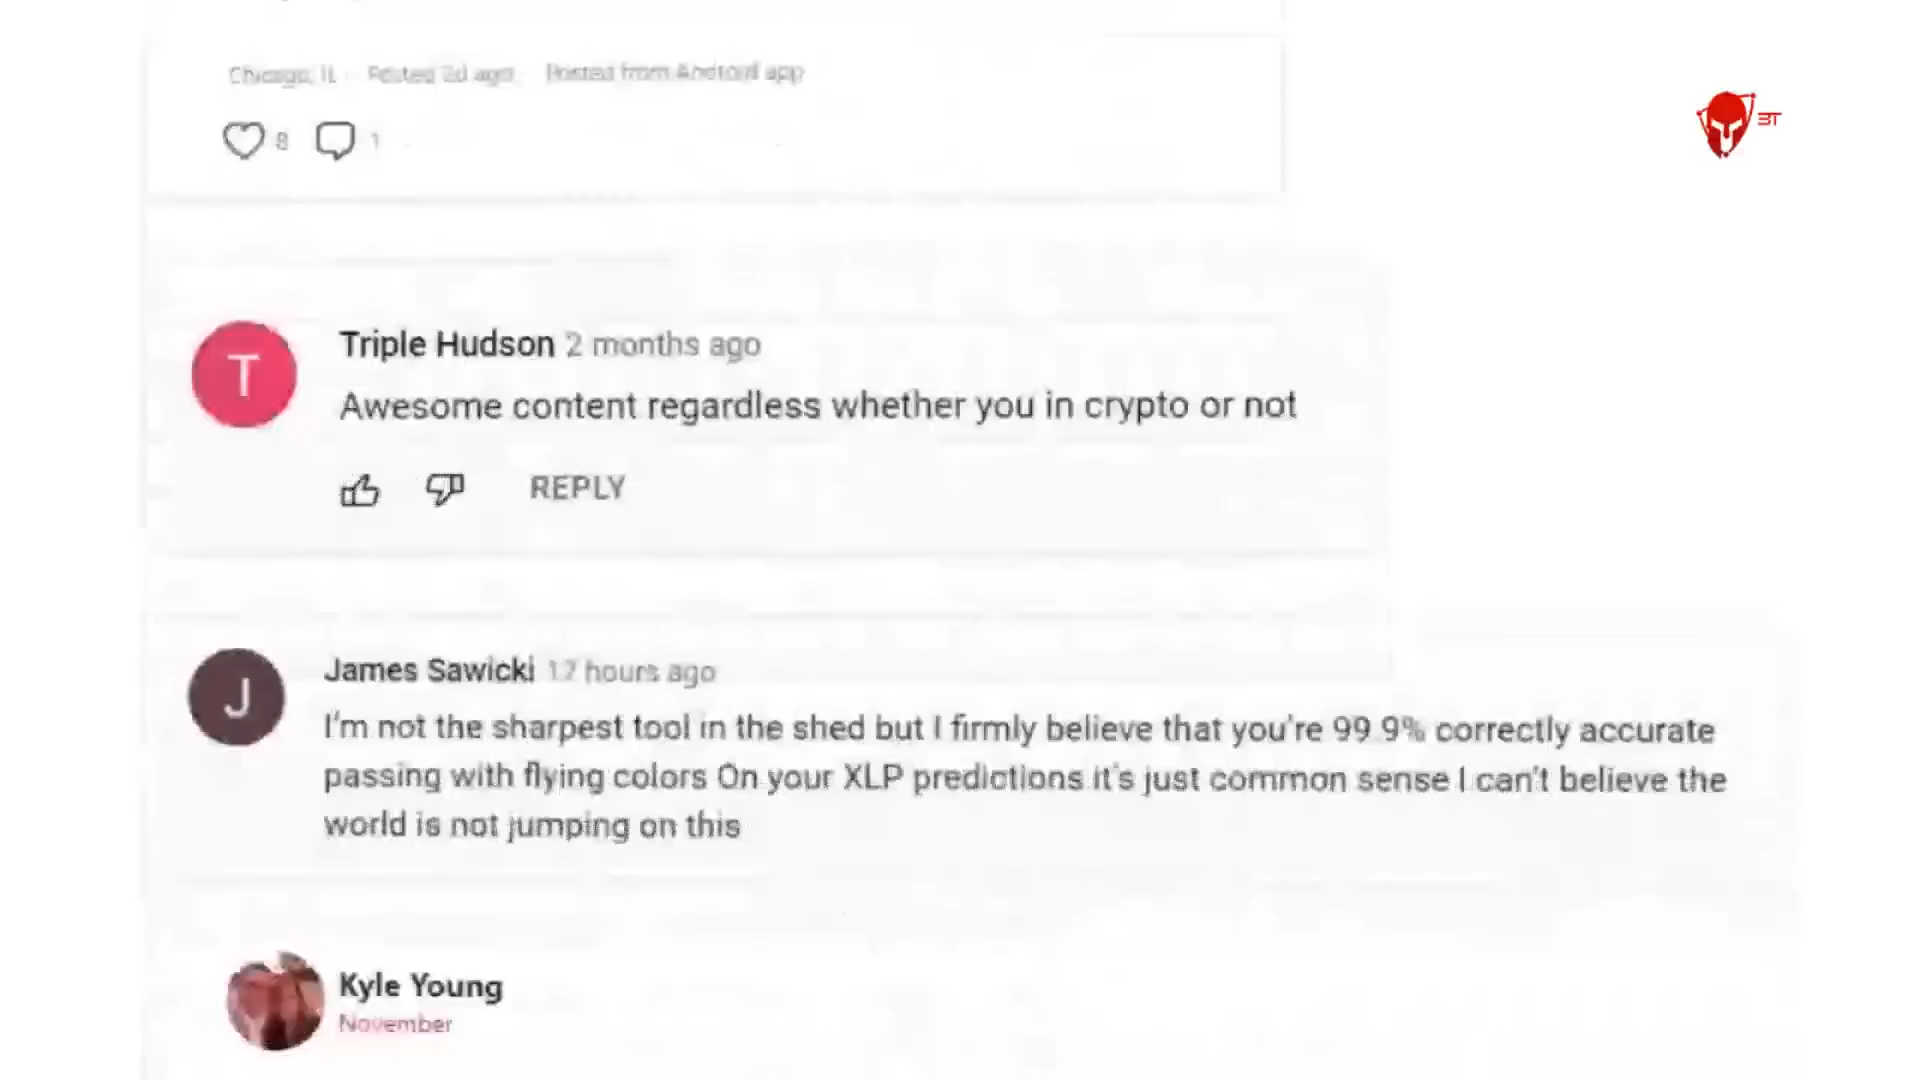 Chicago, IL Posted 2d ago Posted from Android app
8 1
3T
T
Triple Hudson 2 months ago
Awesome content regardless whether you in crypto or not
REPLY
J
James Sawicki 17 hours ago
I'm not the sharpest tool in the shed but I firmly believe that you're 99.9% correctly accurate
passing with flying colors On your XLP predictions it's just common sense I can't believe the
world is not jumping on this
Kyle Young
November